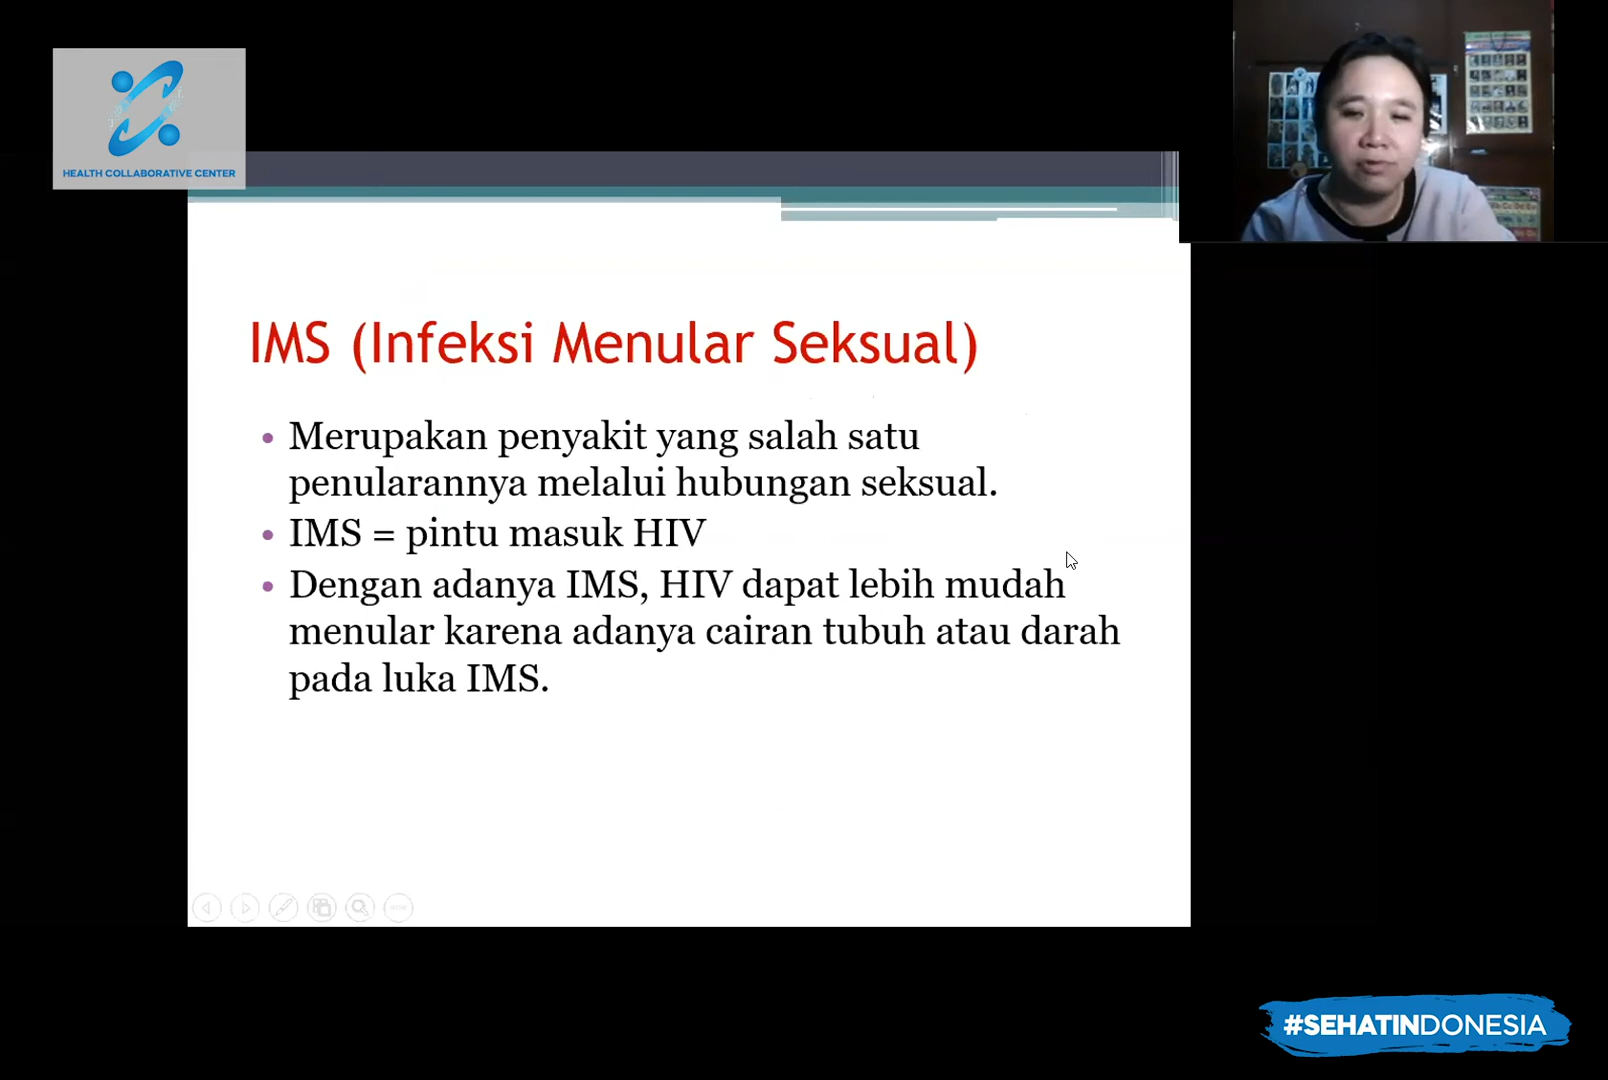 HEALTH COLLABORATIVE CENTER
IMS (Infeksi Menular Seksual)
• Merupakan penyakit yang salah satu
penularannya melalui hubungan seksual.
• IMS = pintu masuk HIV
• Dengan adanya IMS, HIV dapat lebih mudah
menular karena adanya cairan tubuh atau darah
pada luka IMS.
#SEHATINDONESIA